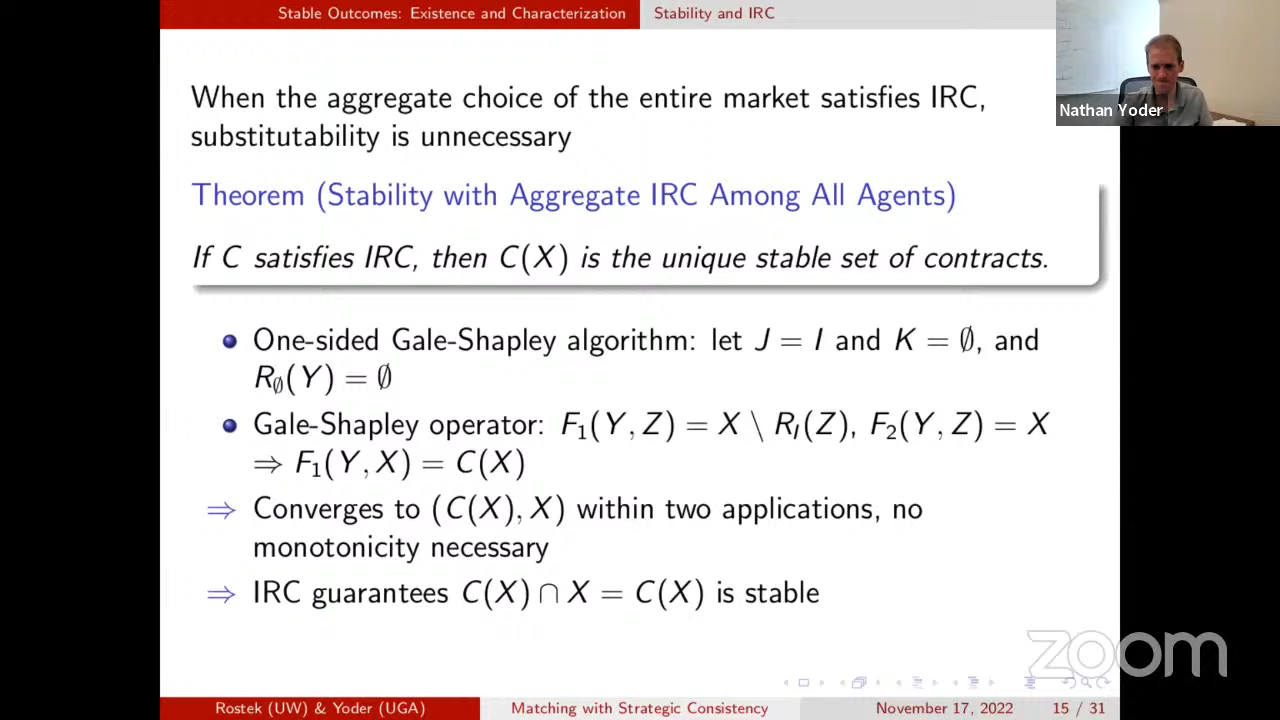 Stable Outcomes: Existence and Characterization Stability and IRC
Nathan Yoder
When the aggregate choice of the entire market satisfies IRC,
substitutability is unnecessary
Theorem (Stability with Aggregate IRC Among All Agents)
If C satisfies IRC, then C(X) is the unique stable set of contracts.
One-sided Gale-Shapley algorithm: let J = I and K = ∅, and
R∅(Y) = ∅
Gale-Shapley operator: F₁(Y, Z) = X \ R_I(Z), F₂(Y, Z) = X
⇒ F₁(Y, X) = C(X)
⇒ Converges to (C(X), X) within two applications, no
monotonicity necessary
⇒ IRC guarantees C(X) ∩ X = C(X) is stable
zoom
Rostek (UW) & Yoder (UGA) Matching with Strategic Consistency November 17, 2022 15 / 31